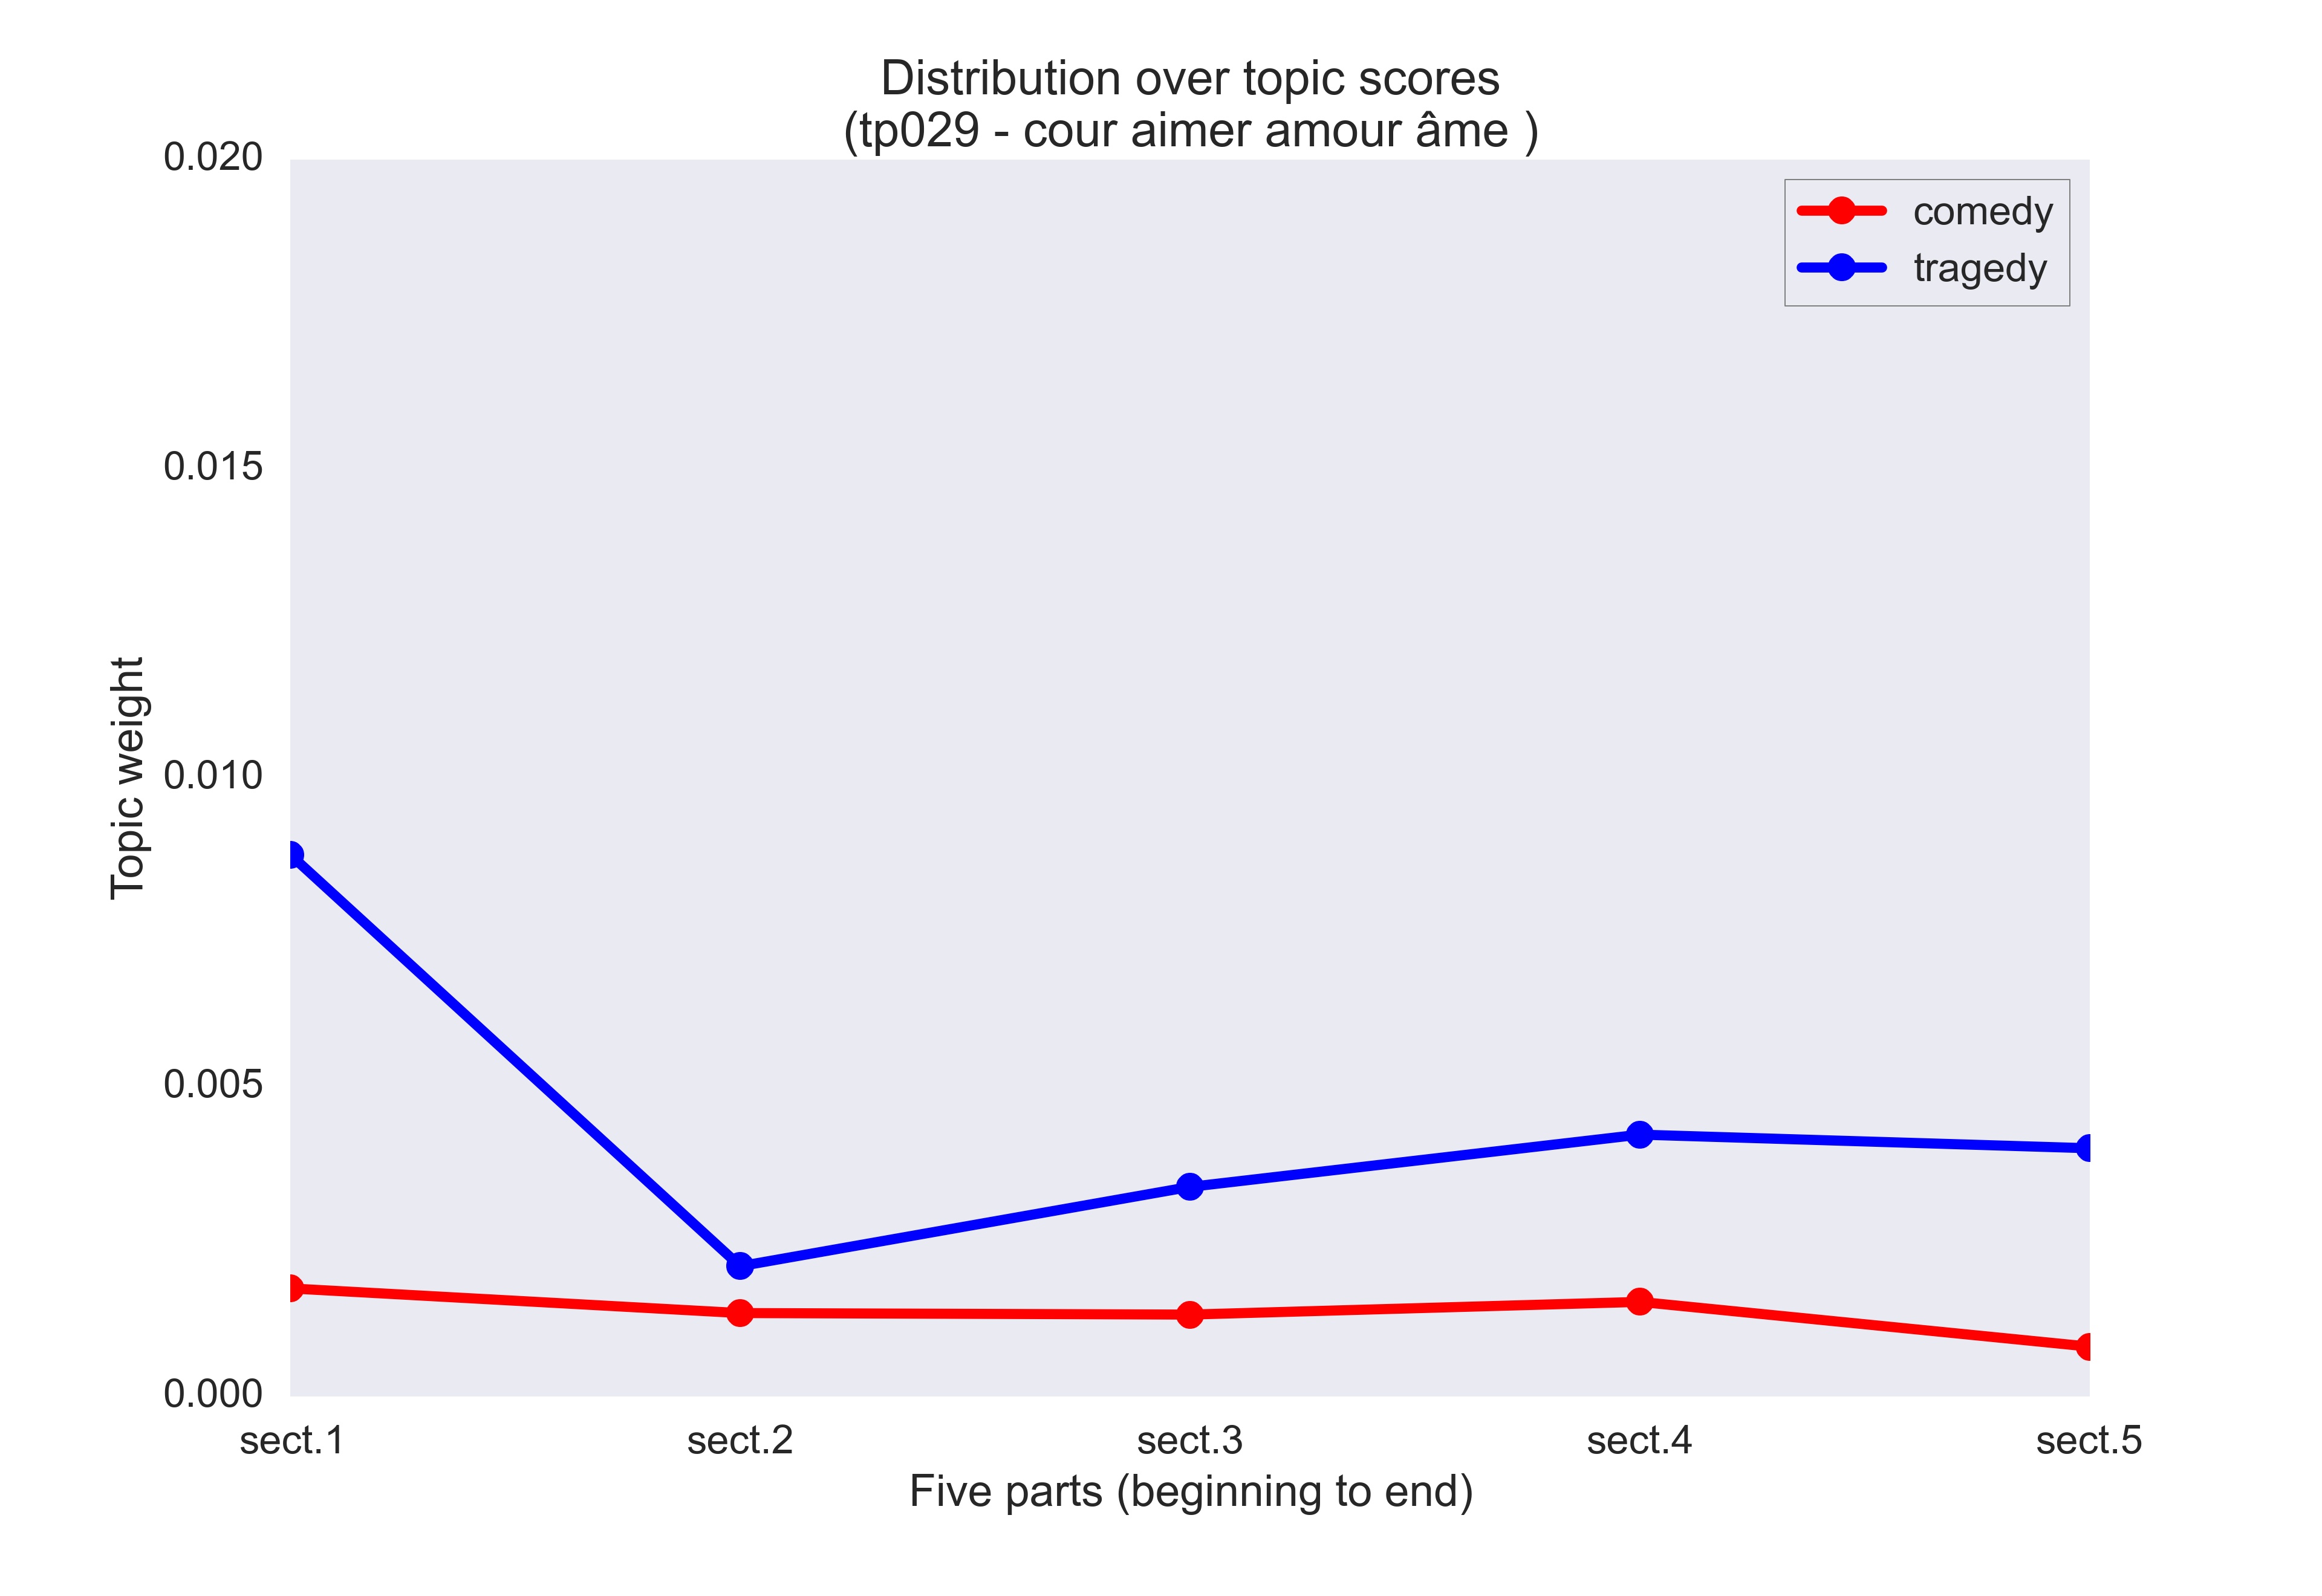 Distribution over topic scores
(tp029 - cour aimer amour âme )
comedy
tragedy
Topic weight
0.020
0.015
0.010
0.005
0.000
sect.1 sect.2 sect.3 sect.4 sect.5
Five parts (beginning to end)